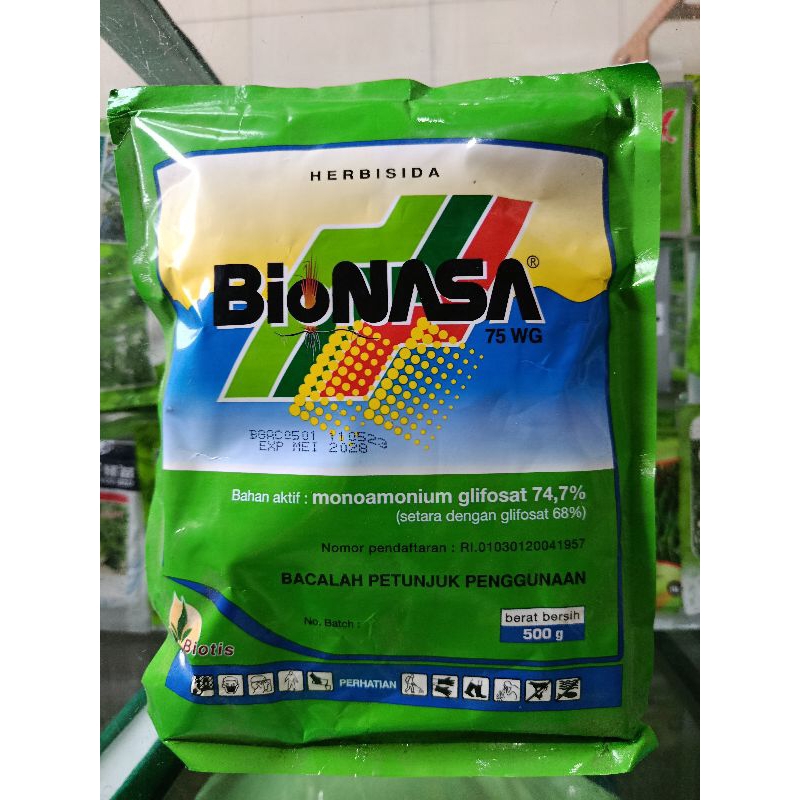 HERBISIDA
BioNASA®
75 WG
BGAC0501 110523
EXP MEI 2028
Bahan aktif : monoamonium glifosat 74,7%
(setara dengan glifosat 68%)
Nomor pendaftaran : RI.01030120041957
BACALAH PETUNJUK PENGGUNAAN
No. Batch :
berat bersih
500 g
Biotis
PERHATIAN